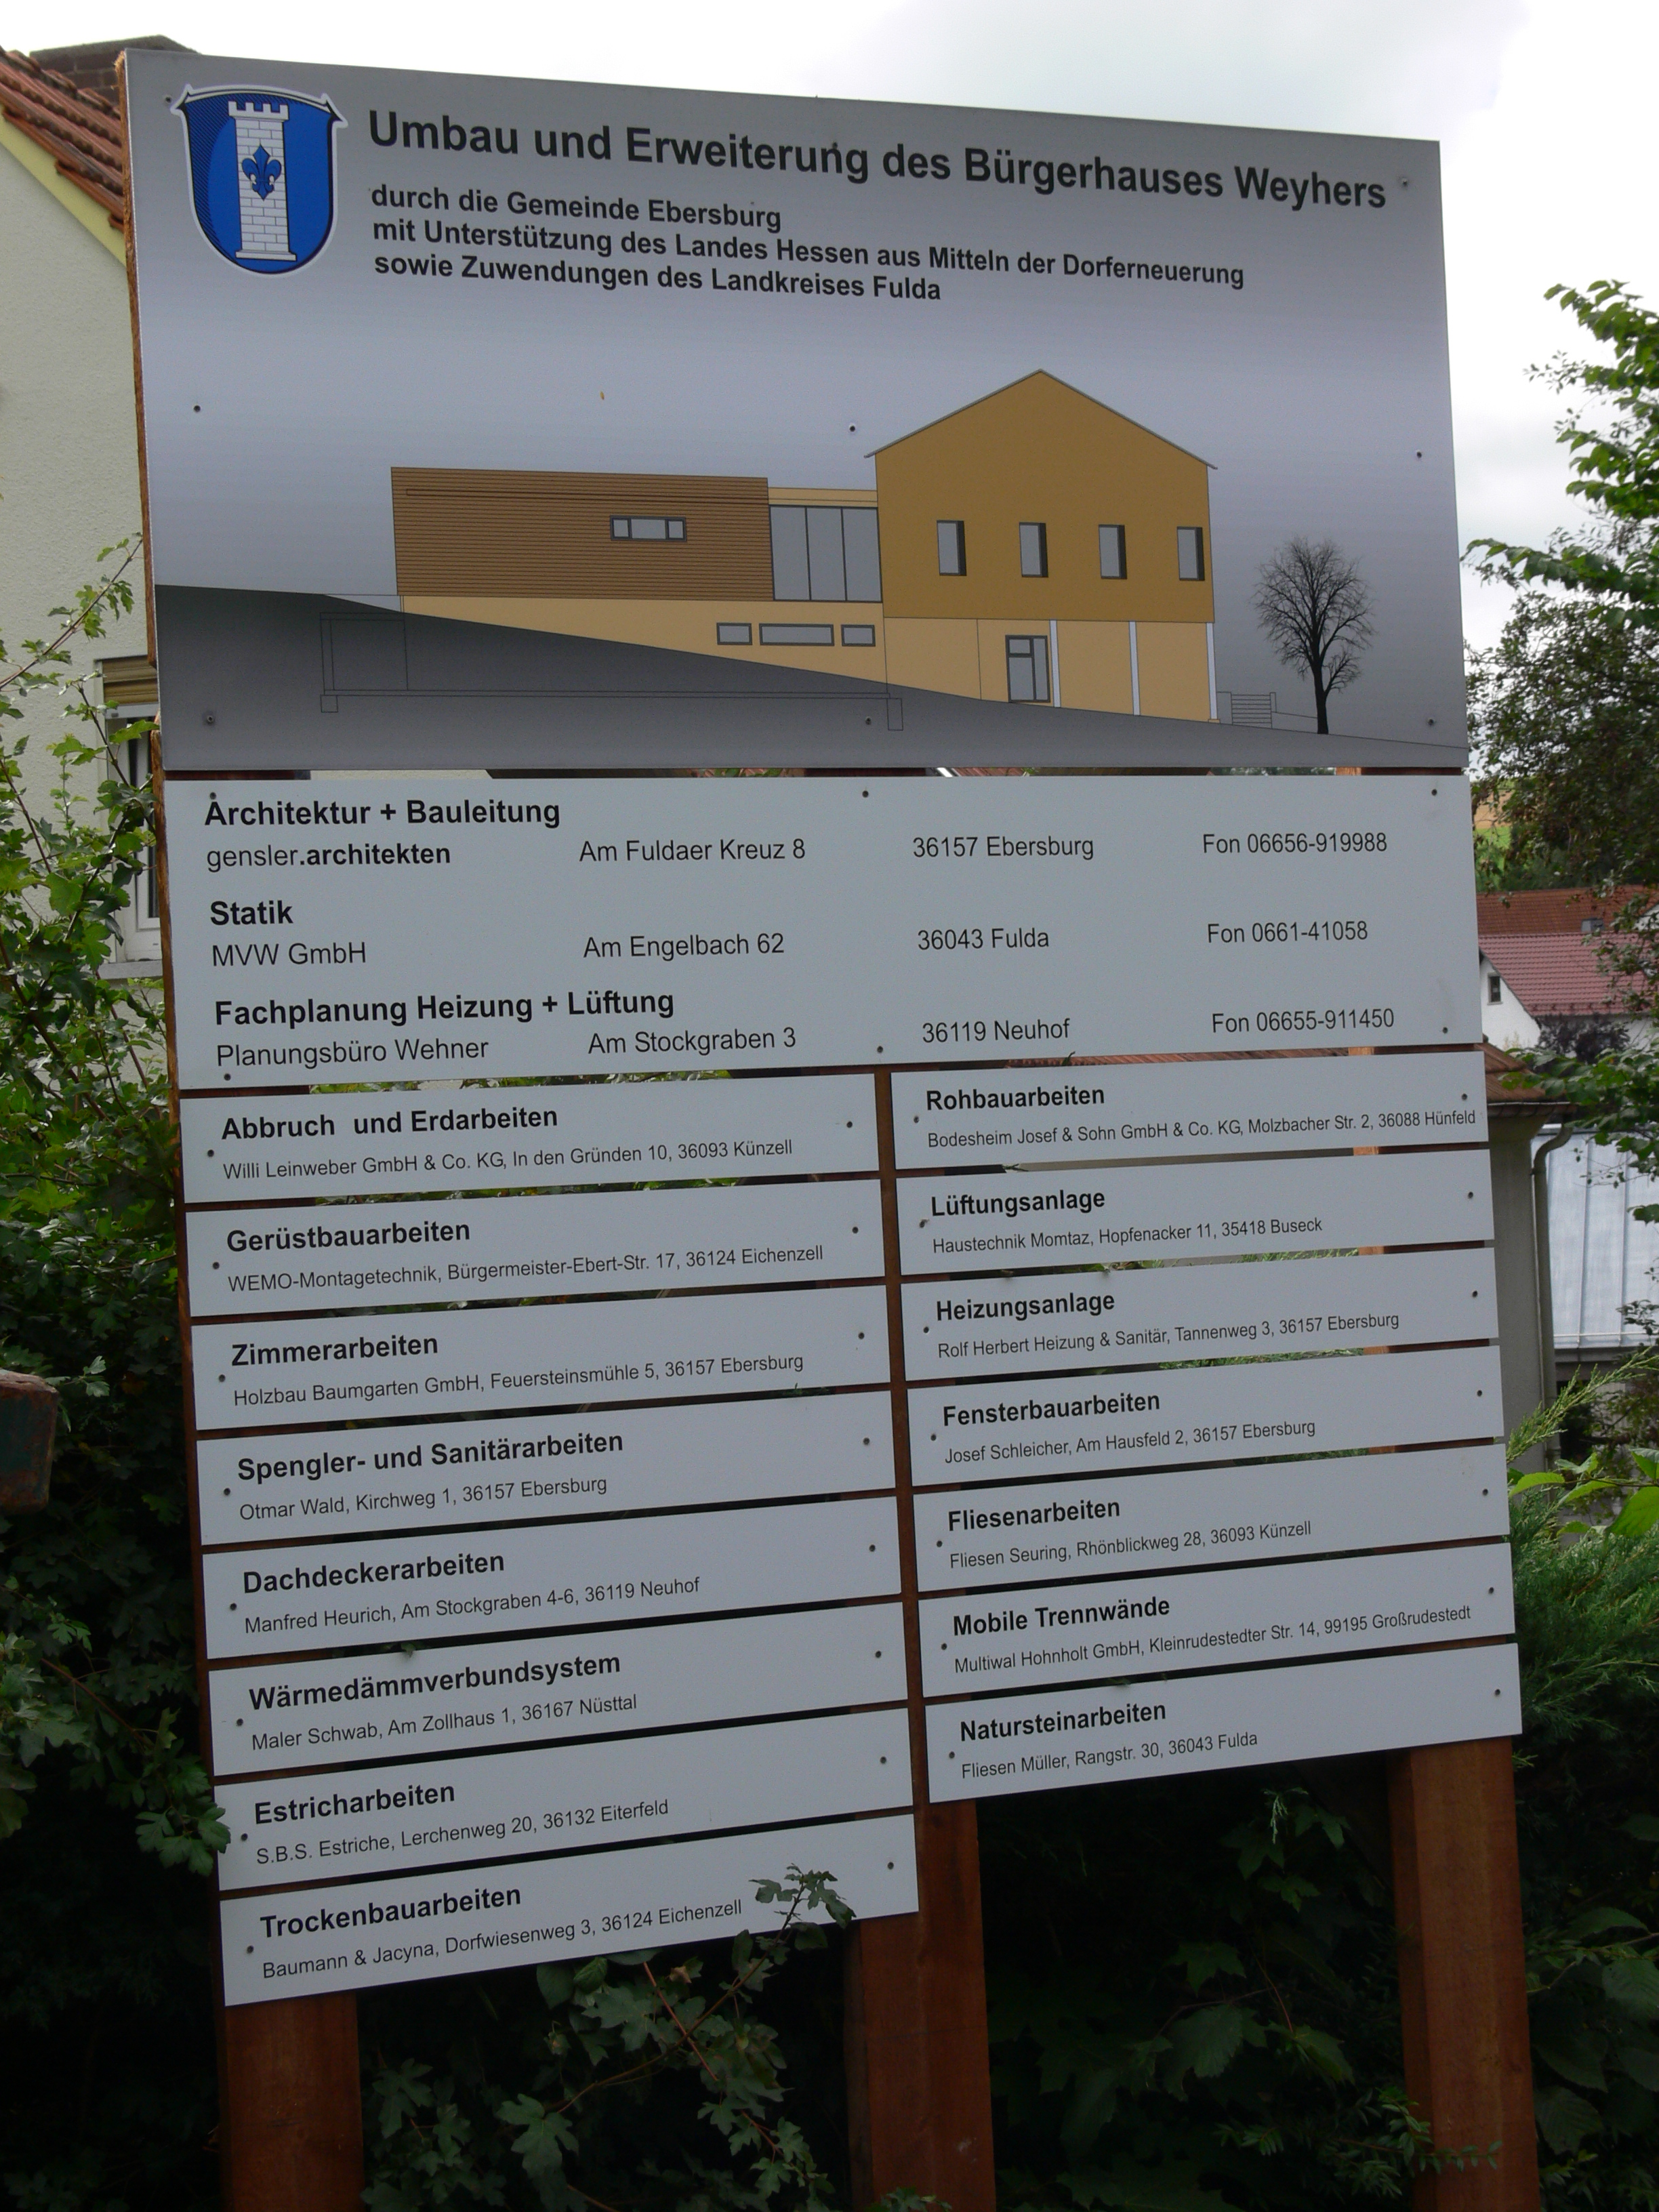 Umbau und Erweiterung des Bürgerhauses Weyhers
durch die Gemeinde Ebersburg
mit Unterstützung des Landes Hessen aus Mitteln der Dorferneuerung
sowie Zuwendungen des Landkreises Fulda
Architektur + Bauleitung
gensler.architekten Am Fuldaer Kreuz 8 36157 Ebersburg Fon 06656-919988
Statik
MVW GmbH Am Engelbach 62 36043 Fulda Fon 0661-41058
Fachplanung Heizung + Lüftung
Planungsbüro Wehner Am Stockgraben 3 36119 Neuhof Fon 06655-911450
Abbruch und Erdarbeiten
Willi Leinweber GmbH & Co. KG, In den Gründen 10, 36093 Künzell
Gerüstbauarbeiten
WEMO-Montagetechnik, Bürgermeister-Ebert-Str. 17, 36124 Eichenzell
Zimmerarbeiten
Holzbau Baumgarten GmbH, Feuersteinsmühle 5, 36157 Ebersburg
Spengler- und Sanitärarbeiten
Otmar Wald, Kirchweg 1, 36157 Ebersburg
Dachdeckerarbeiten
Manfred Heurich, Am Stockgraben 4-6, 36119 Neuhof
Wärmedämmverbundsystem
Maler Schwab, Am Zollhaus 1, 36167 Nüsttal
Estricharbeiten
S.B.S. Estriche, Lerchenweg 20, 36132 Eiterfeld
Trockenbauarbeiten
Baumann & Jacyna, Dorfwiesenweg 3, 36124 Eichenzell
Rohbauarbeiten
Bodesheim Josef & Sohn GmbH & Co. KG, Molzbacher Str. 2, 36088 Hünfeld
Lüftungsanlage
Haustechnik Momtaz, Hopfenacker 11, 35418 Buseck
Heizungsanlage
Rolf Herbert Heizung & Sanitär, Tannenweg 3, 36157 Ebersburg
Fensterbauarbeiten
Josef Schleicher, Am Hausfeld 2, 36157 Ebersburg
Fliesenarbeiten
Fliesen Seuring, Rhönblickweg 28, 36093 Künzell
Mobile Trennwände
Multiwal Hohnholt GmbH, Kleinrudestedter Str. 14, 99195 Großrudestedt
Natursteinarbeiten
Fliesen Müller, Rangstr. 30, 36043 Fulda